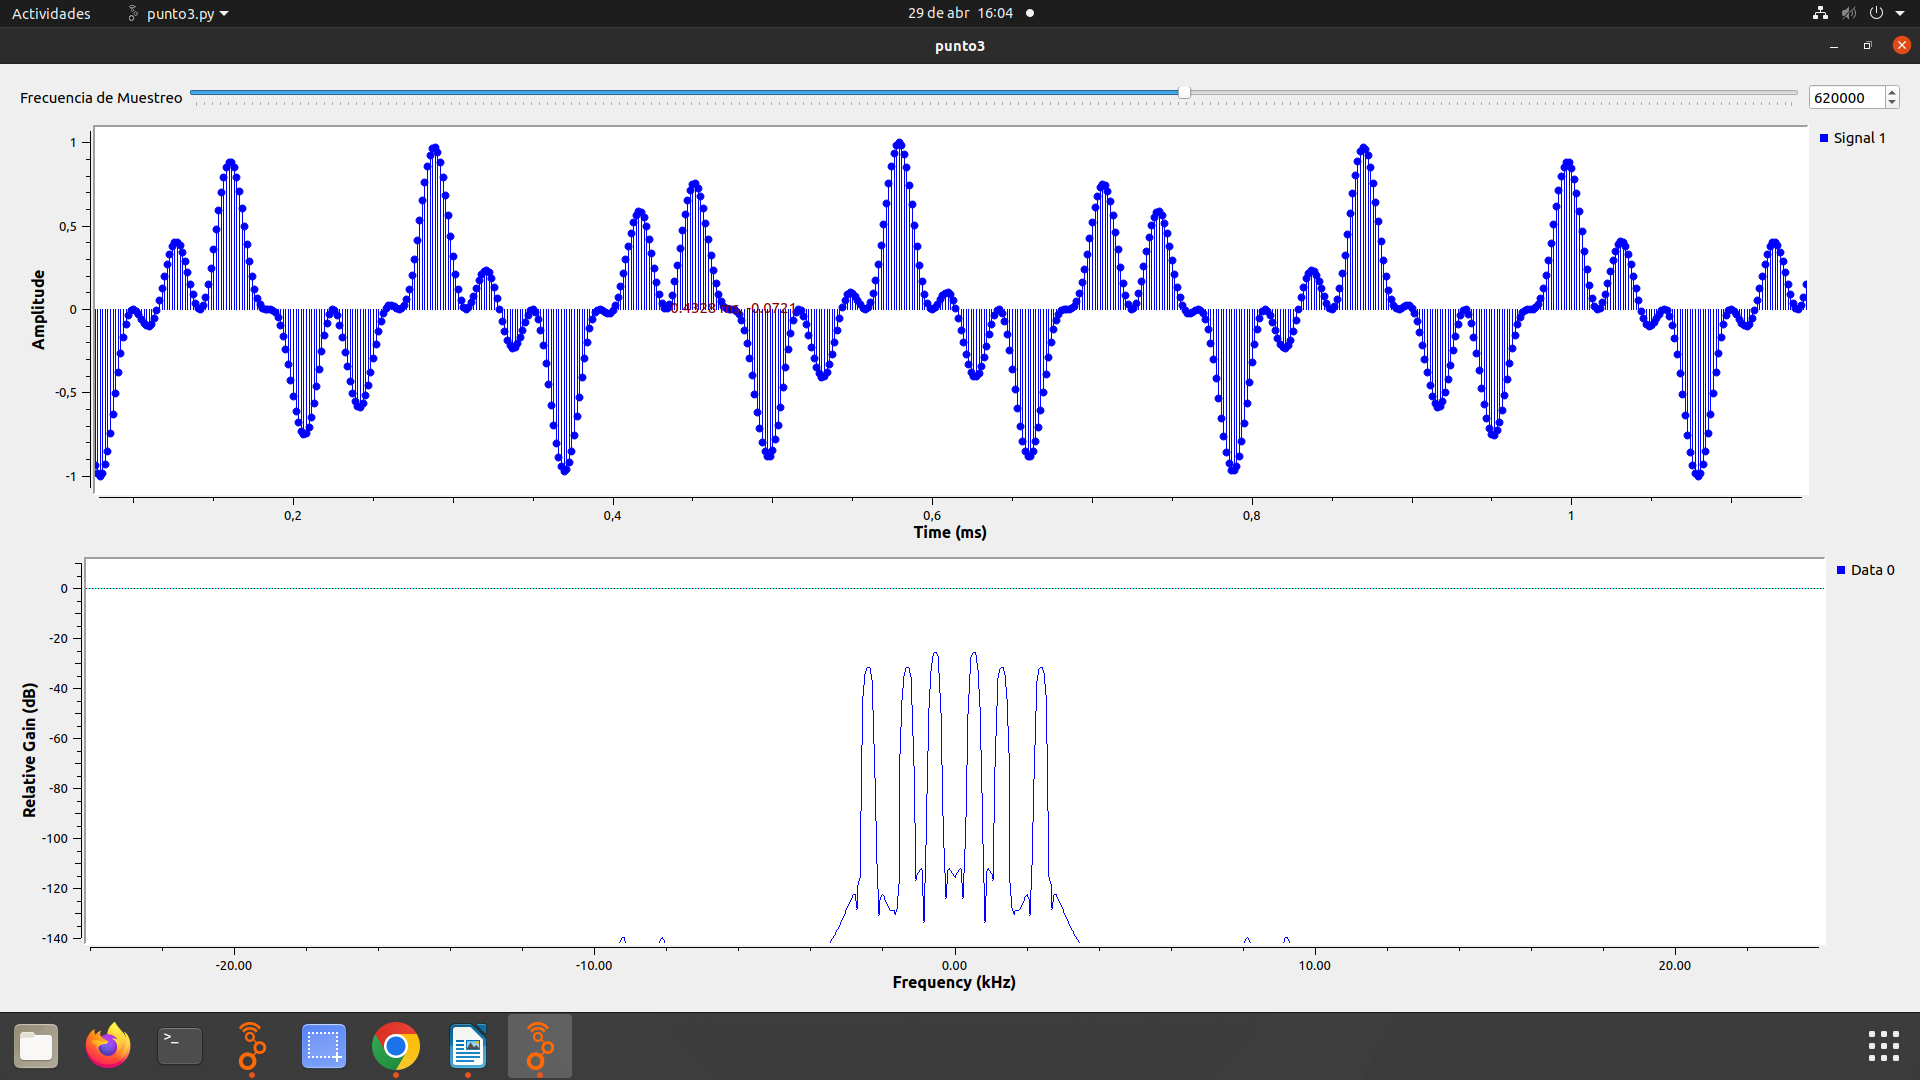 Actividades punto3.py 29 de abr 16:04
punto3
Frecuencia de Muestreo 620000
Signal 1
Amplitude
1
0,5
0
-0,5
-1
0.4328 ms, -0.0721
0,2 0,4 0,6 0,8 1
Time (ms)
Data 0
Relative Gain (dB)
0
-20
-40
-60
-80
-100
-120
-140
-20.00 -10.00 0.00 10.00 20.00
Frequency (kHz)
>_